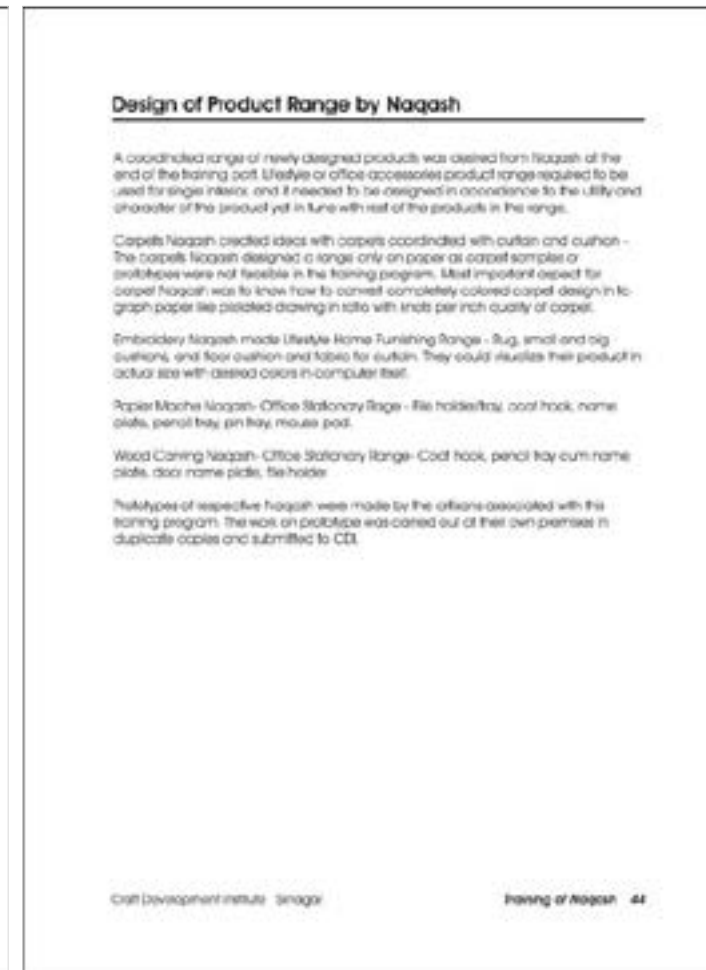 Design of Product Range by Naqash
A coordinated range of newly designed products was desired from Naqash at the
end of the training part. Lifestyle or office accessories product range required to be
used for single interior, and it needed to be designed in accordance to the utility and
character of the product yet in tune with rest of the products in the range.
Carpets Naqash created ideas with carpets coordinated with curtain and cushion -
The carpets Naqash designed a range only on paper as carpet samples or
prototypes were not feasible in the training program. Most important aspect for
carpet Naqash was to know how to convert completely colored carpet design in to
graph paper like pixilated drawing in ratio with knots per inch quality of carpet.
Embroidery Naqash made Lifestyle Home Furnishing Range - Rug, small and big
cushions, and floor cushion and fabric for curtain. They could visualize their product in
actual size with desired colors in computer itself.
Papier Mache Naqash- Office Stationary Rage - File holder/tray, coat hook, name
plate, pencil tray, pin tray, mouse pad.
Wood Carving Naqash- Office Stationary Range- Coat hook, pencil tray cum name
plate, door name plate, file holder
Prototypes of respective Naqash were made by the artisans associated with this
training program. The work on prototype was carried out at their own premises in
duplicate copies and submitted to CDI.
Craft Development Institute Srinagar
Training of Naqash 44